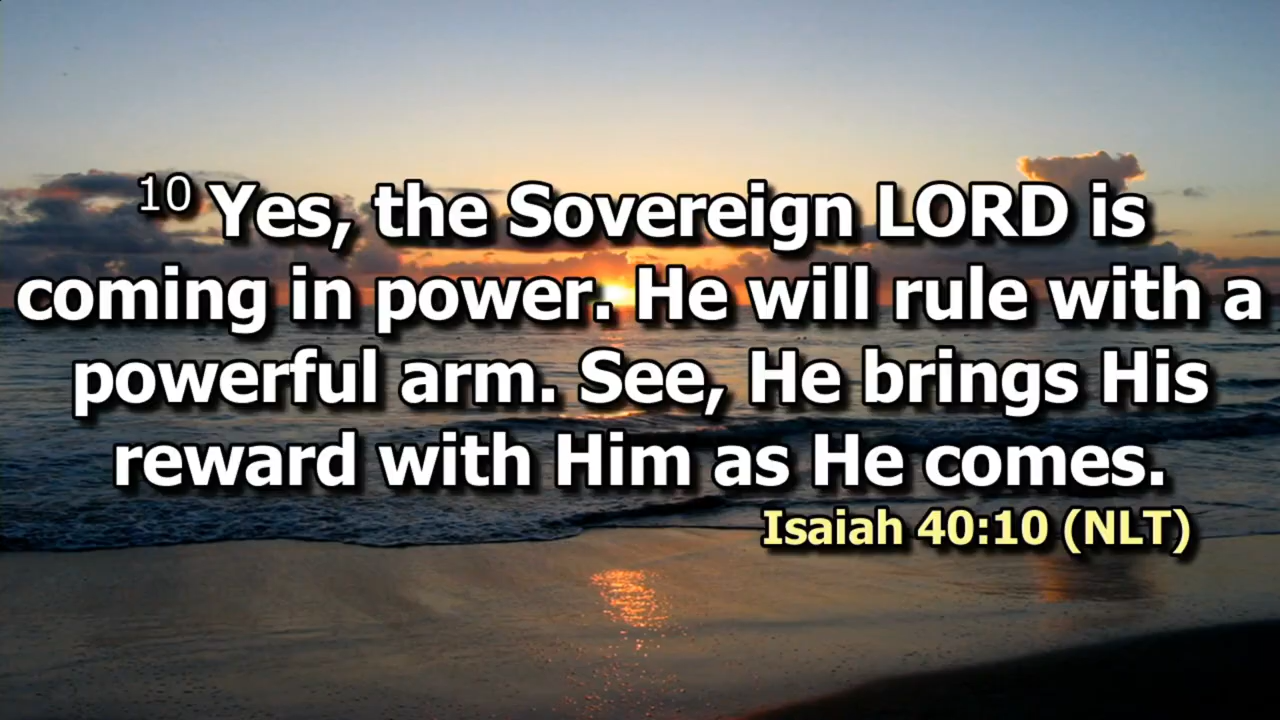 10 Yes, the Sovereign LORD is
coming in power. He will rule with a
powerful arm. See, He brings His
reward with Him as He comes.
Isaiah 40:10 (NLT)